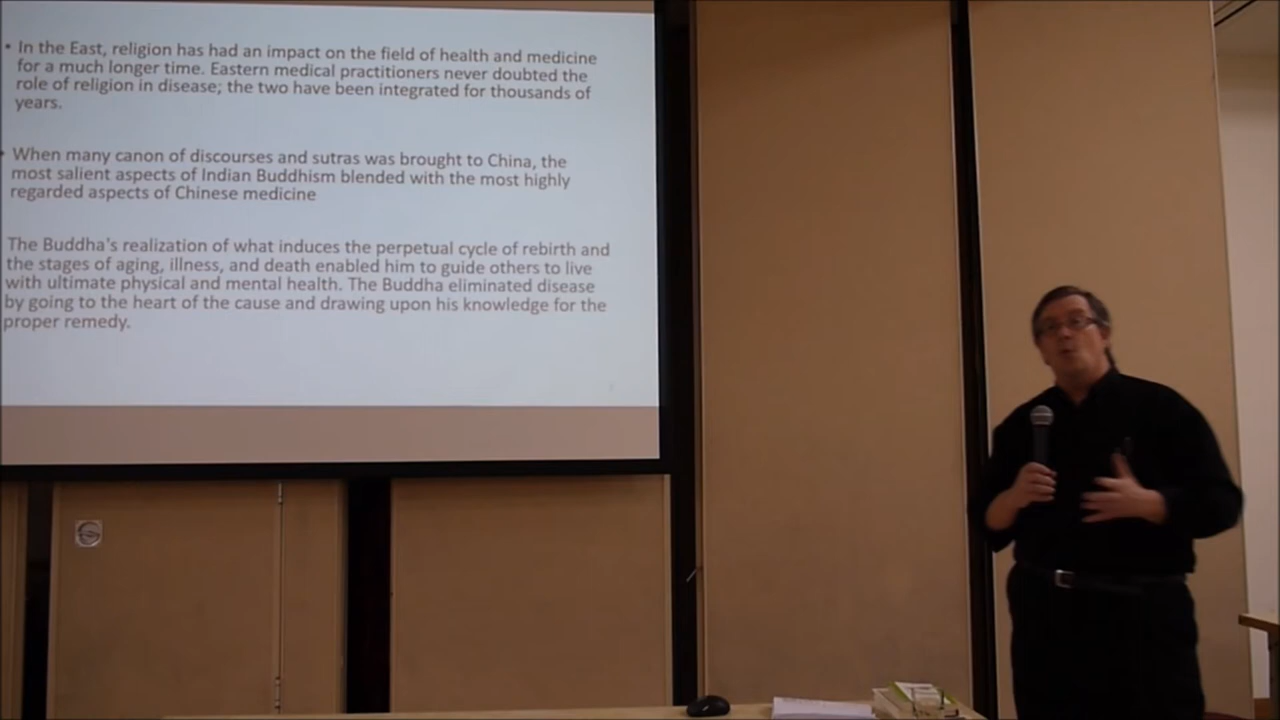 • In the East, religion has had an impact on the field of health and medicine
for a much longer time. Eastern medical practitioners never doubted the
role of religion in disease; the two have been integrated for thousands of
years.
• When many canon of discourses and sutras was brought to China, the
most salient aspects of Indian Buddhism blended with the most highly
regarded aspects of Chinese medicine
The Buddha's realization of what induces the perpetual cycle of rebirth and
the stages of aging, illness, and death enabled him to guide others to live
with ultimate physical and mental health. The Buddha eliminated disease
by going to the heart of the cause and drawing upon his knowledge for the
proper remedy.